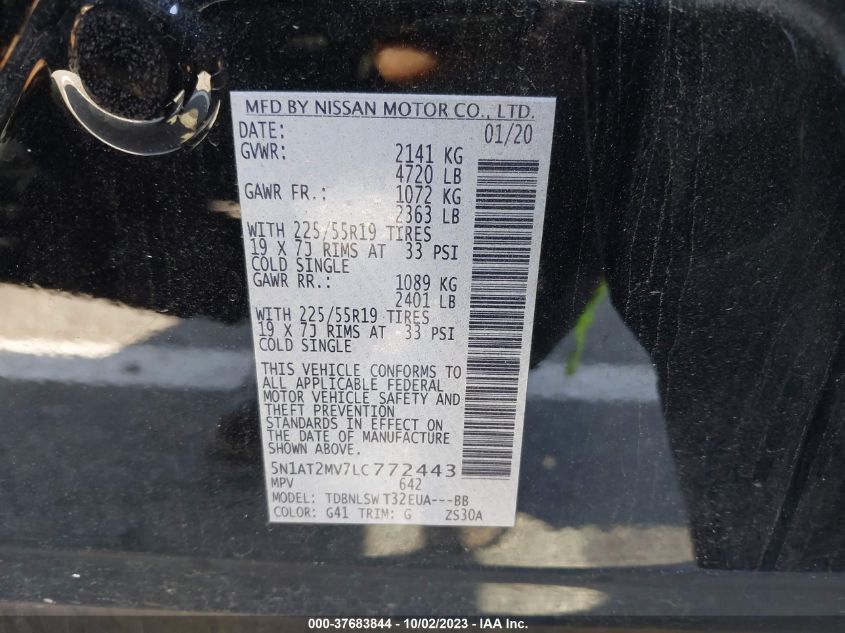 MFD BY NISSAN MOTOR CO., LTD.
DATE: 01/20
GVWR: 2141 KG
4720 LB
GAWR FR.: 1072 KG
2363 LB
WITH 225/55R19 TIRES
19 X 7J RIMS AT 33 PSI
COLD SINGLE
GAWR RR.: 1089 KG
2401 LB
WITH 225/55R19 TIRES
19 X 7J RIMS AT 33 PSI
COLD SINGLE
THIS VEHICLE CONFORMS TO
ALL APPLICABLE FEDERAL
MOTOR VEHICLE SAFETY AND
THEFT PREVENTION
STANDARDS IN EFFECT ON
THE DATE OF MANUFACTURE
SHOWN ABOVE.
5N1AT2MV7LC772443
MPV 642
MODEL: TDBNLSW T32EUA---BB
COLOR: G41 TRIM: G ZS30A
000-37683844 - 10/02/2023 - COPYRIGHT IAA, LLC.